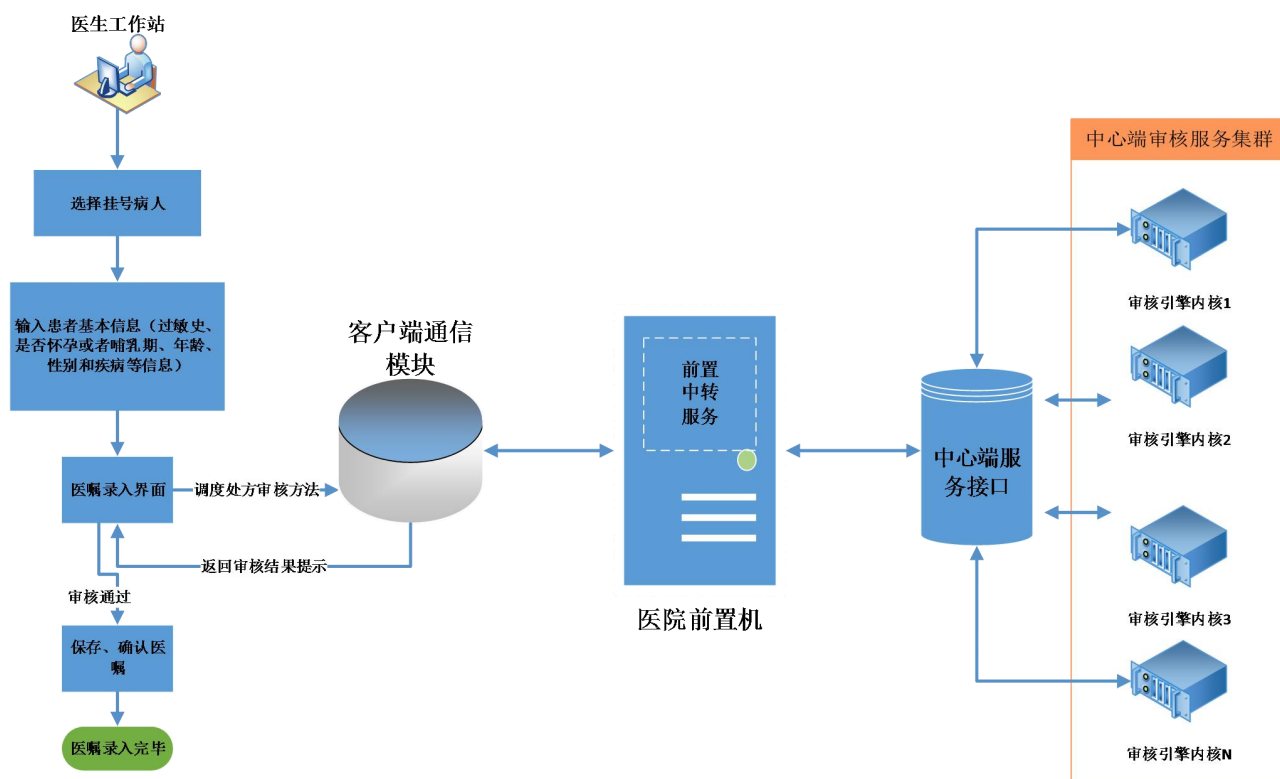 医生工作站
选择挂号病人
输入患者基本信息（过敏史、
是否怀孕或者哺乳期、年龄、
性别和疾病等信息）
医嘱录入界面
调度处方审核方法
返回审核结果提示
审核通过
保存、确认医
嘱
医嘱录入完毕
客户端通信
模块
前置
中转
服务
医院前置机
中心端服
务接口
中心端审核服务集群
审核引擎内核1
审核引擎内核2
审核引擎内核3
审核引擎内核N